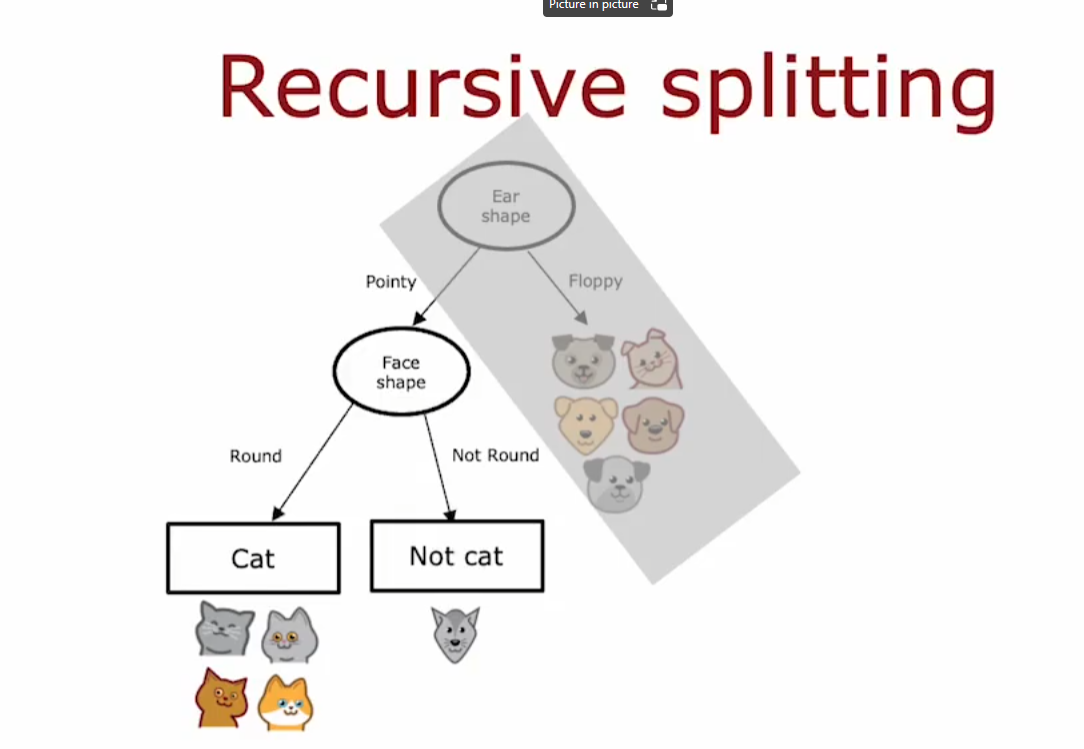 Picture in picture
Recursive splitting
Ear
shape
Pointy
Floppy
Face
shape
Round
Not Round
Cat
Not cat